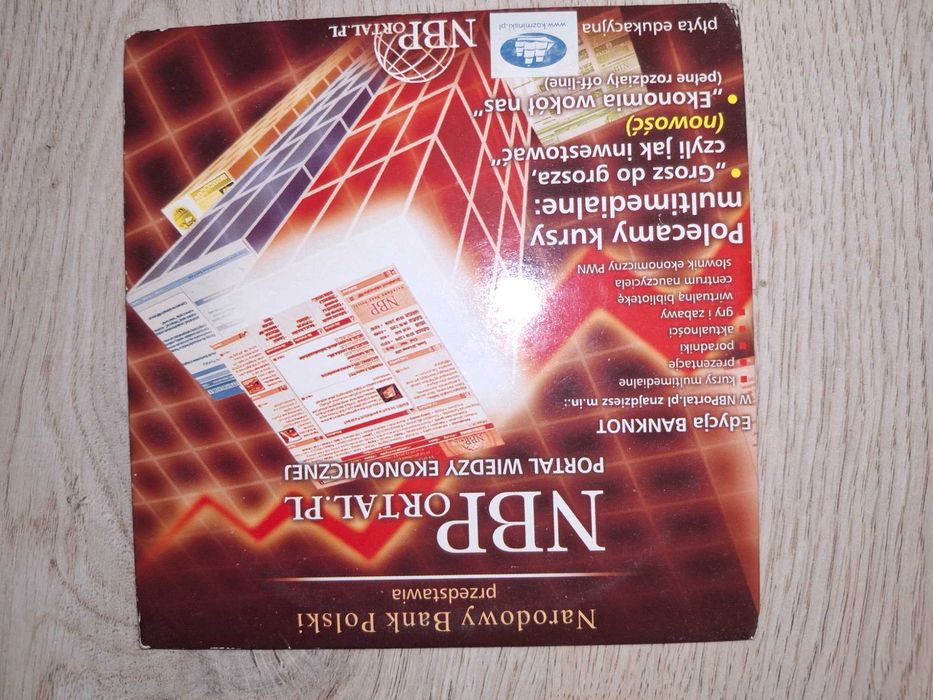 Narodowy Bank Polski
przedstawia
NBPORTAL.PL
PORTAL WIEDZY EKONOMICZNEJ
Edycja BANKNOT
W NBPortal.pl znajdziesz m.in.:
kursy multimedialne
prezentacje
poradniki
aktualności
gry i zabawy
wirtualną bibliotekę
centrum nauczyciela
słownik ekonomiczny PWN
Polecamy kursy
multimedialne:
• „Grosz do grosza,
czyli jak inwestować”
(nowość)
• „Ekonomia wokół nas”
(pełne rozdziały off-line)
płyta edukacyjna
www.kozminski.pl
NBPORTAL.PL
NBP
NBP